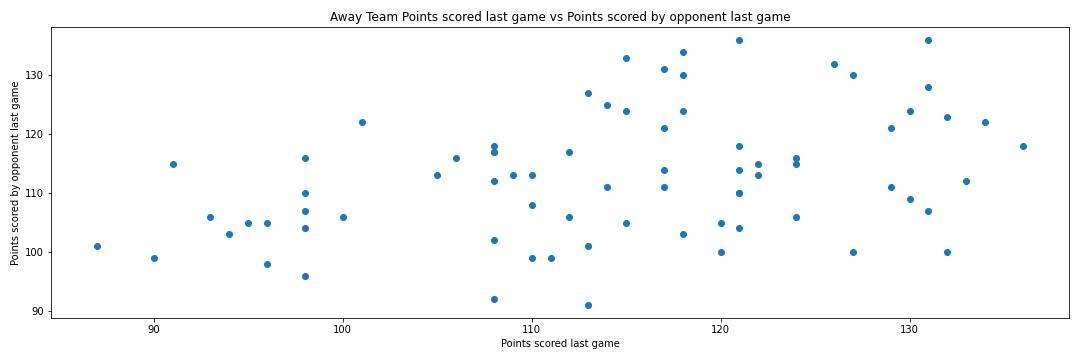 Away Team Points scored last game vs Points scored by opponent last game
Points scored by opponent last game
130
120
110
100
90
90 100 110 120 130
Points scored last game